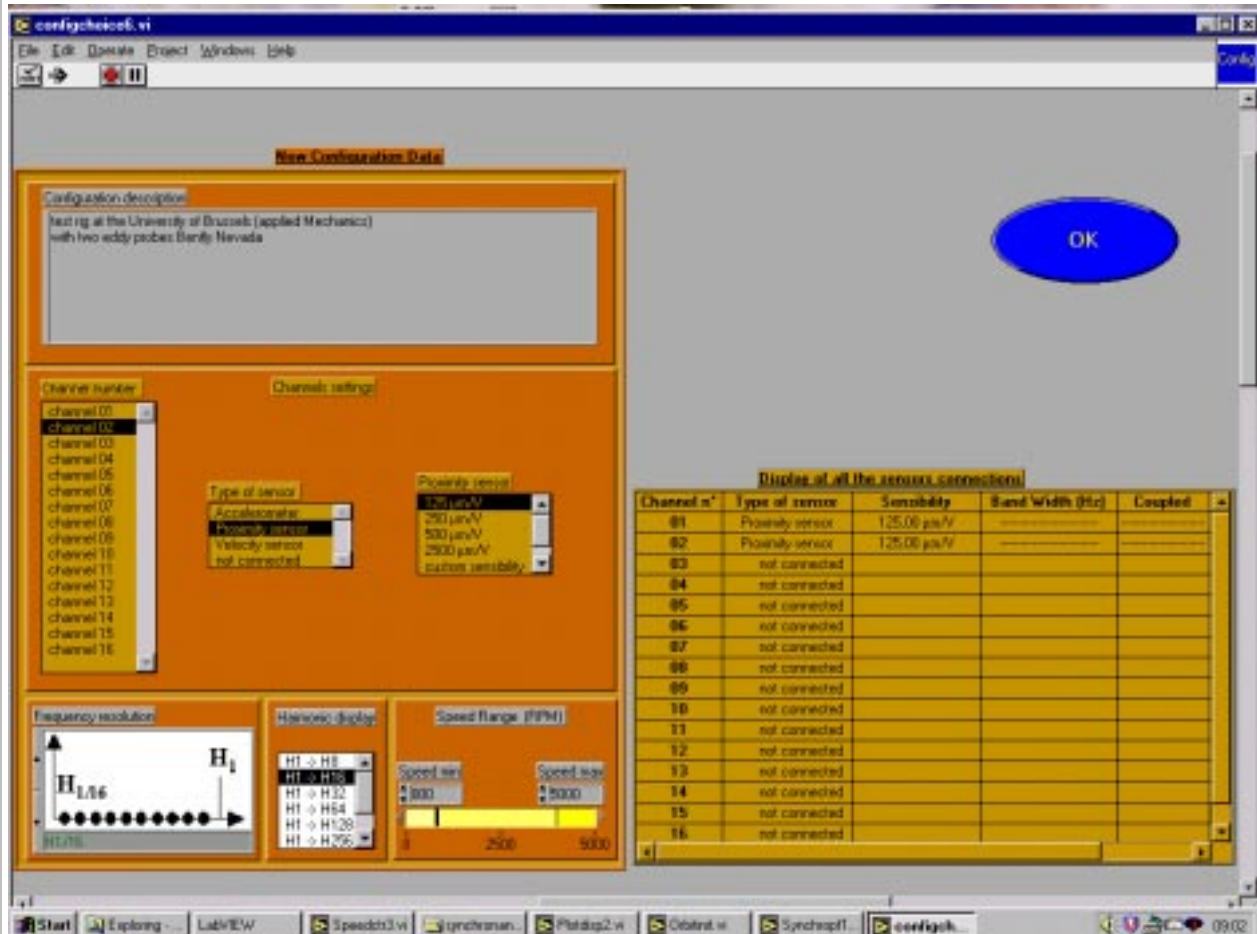 configchoice6.vi
File Edit Operate Project Windows Help
Config
New Configuration Data
Configuration description
test rig at the University of Brussels (applied Mechanics)
with two eddy probes Bently Nevada
OK
Channel number
Channels settings
channel 01
channel 02
channel 03
channel 04
channel 05
channel 06
channel 07
channel 08
channel 09
channel 10
channel 11
channel 12
channel 13
channel 14
channel 15
channel 16
Type of sensor
Accelerometer
Proximity sensor
Velocity sensor
not connected
Proximity sensor
125 µm/V
250 µm/V
500 µm/V
2500 µm/V
custom sensibility
Display of all the sensors connections
Channel n° Type of sensor Sensibility Band Width (Hz) Coupled
01 Proximity sensor 125.00 µm/V
02 Proximity sensor 125.00 µm/V
03 not connected
04 not connected
05 not connected
06 not connected
07 not connected
08 not connected
09 not connected
10 not connected
11 not connected
12 not connected
13 not connected
14 not connected
15 not connected
16 not connected
Frequency resolution
H1
H1/16
H1/16
Harmonic display
H1 -> H8
H1 -> H16
H1 -> H32
H1 -> H64
H1 -> H128
H1 -> H256
Speed Range (RPM)
Speed min Speed max
800
0 2500 5000
Start Exploring -... LabVIEW synchroman... Plotdisp2.vi configch... 09:02